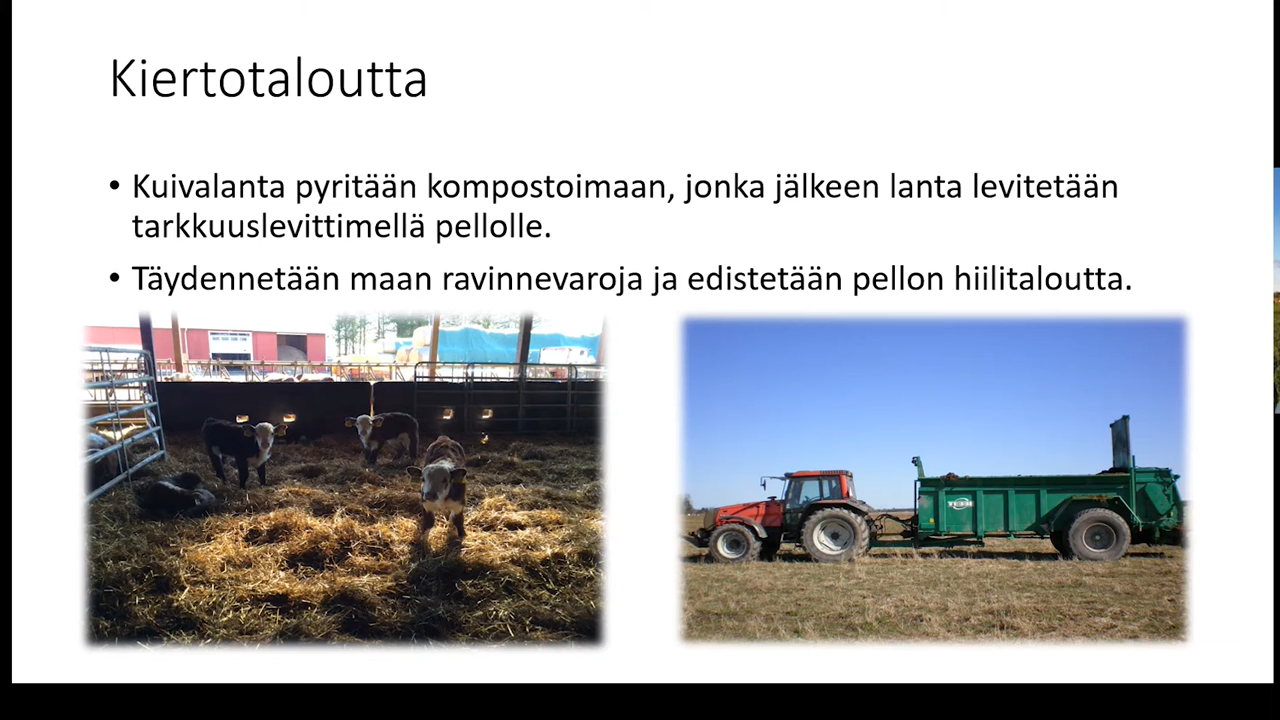 Kiertotaloutta
• Kuivalanta pyritään kompostoimaan, jonka jälkeen lanta levitetään
tarkkuuslevittimellä pellolle.
• Täydennetään maan ravinnevaroja ja edistetään pellon hiilitaloutta.